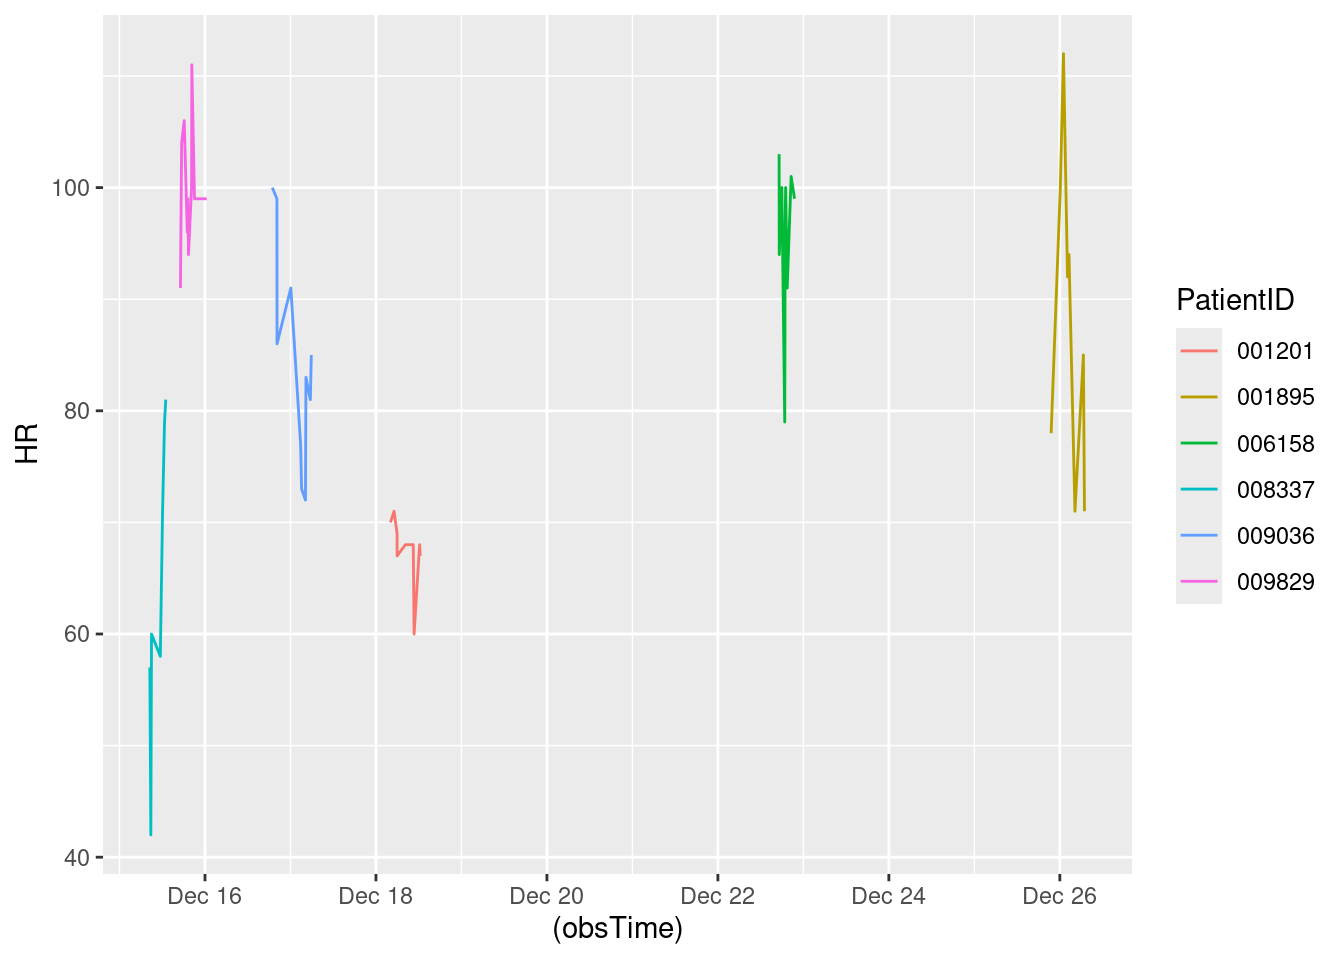 100
80
60
40
HR
Dec 16
Dec 18
Dec 20
Dec 22
Dec 24
Dec 26
(obsTime)
PatientID
001201
001895
006158
008337
009036
009829